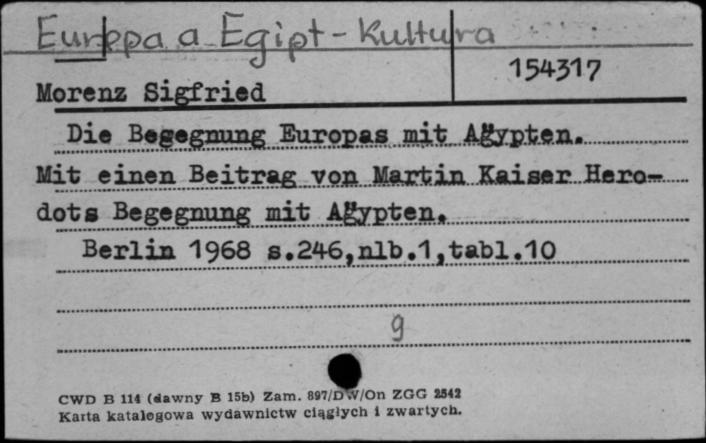 Europa a Egipt - Kultura
154317
Morenz Sigfried
Die Begegnung Europas mit Ägypten.
Mit einen Beitrag von Martin Kaiser Hero-
dots Begegnung mit Ägypten.
Berlin 1968 s.246,nlb.1,tabl.10
9
CWD B 114 (dawny B 15b) Zam. 897/DW/On ZGG 2542
Karta katalogowa wydawnictw ciągłych i zwartych.